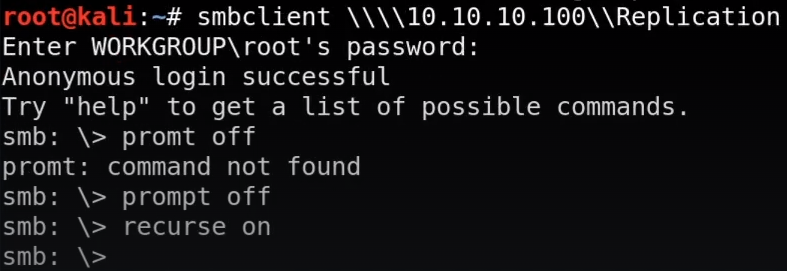 root@kali:~# smbclient \\\\10.10.10.100\\Replication
Enter WORKGROUP\root's password:
Anonymous login successful
Try "help" to get a list of possible commands.
smb: \> promt off
promt: command not found
smb: \> prompt off
smb: \> recurse on
smb: \>